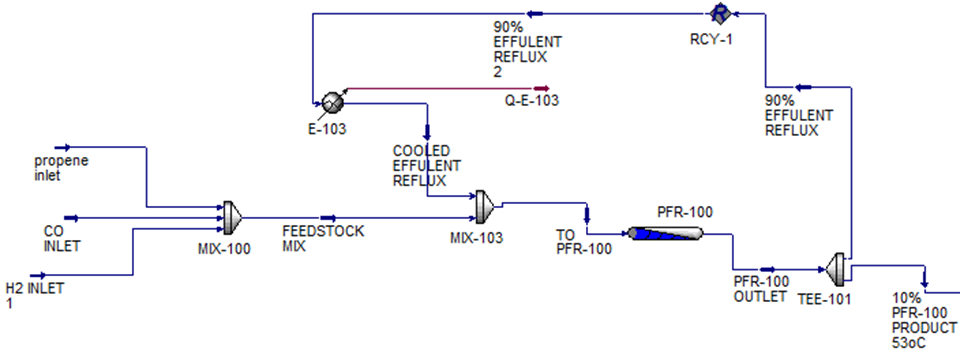 90%
EFFULENT
REFLUX
2
RCY-1
R
Q-E-103
E-103
90%
EFFULENT
REFLUX
COOLED
EFFULENT
REFLUX
propene
inlet
CO
INLET
H2 INLET
1
MIX-100
FEEDSTOCK
MIX
MIX-103
TO
PFR-100
PFR-100
PFR-100
OUTLET
TEE-101
10%
PFR-100
PRODUCT
53oC